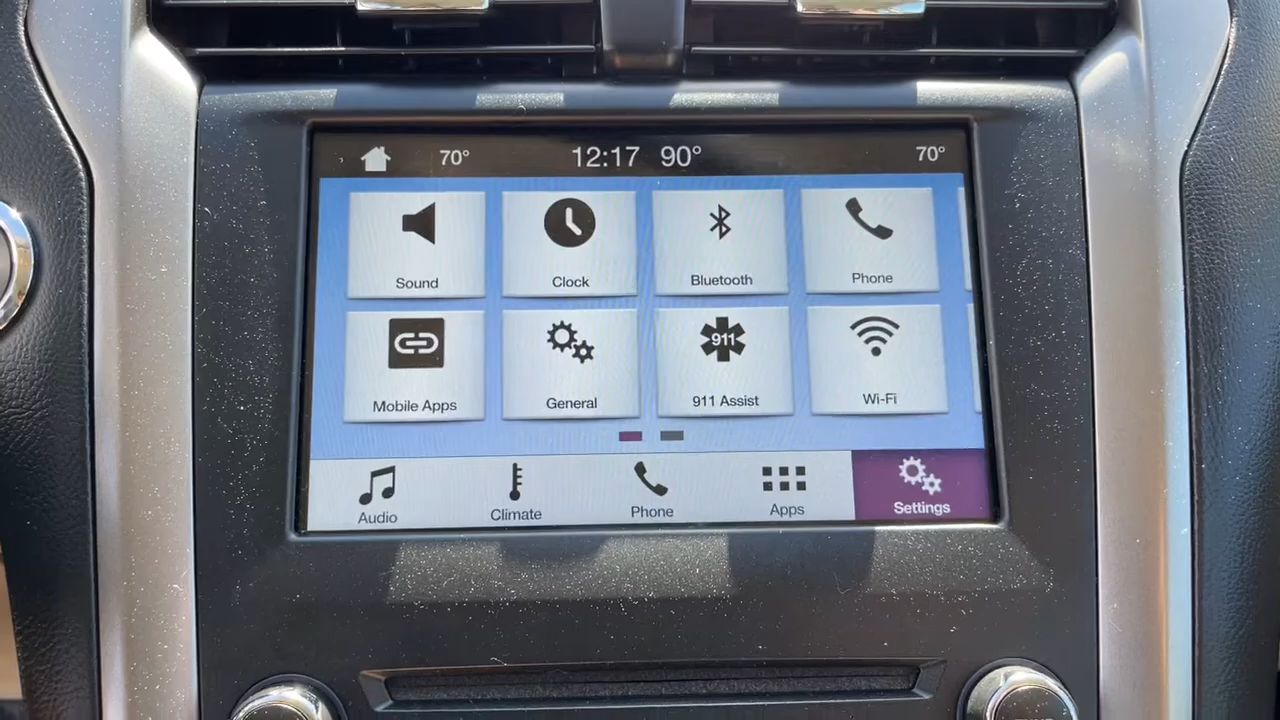 70° 12:17 90° 70°
Sound Clock Bluetooth Phone
911
Mobile Apps General 911 Assist Wi-Fi
Audio Climate Phone Apps Settings